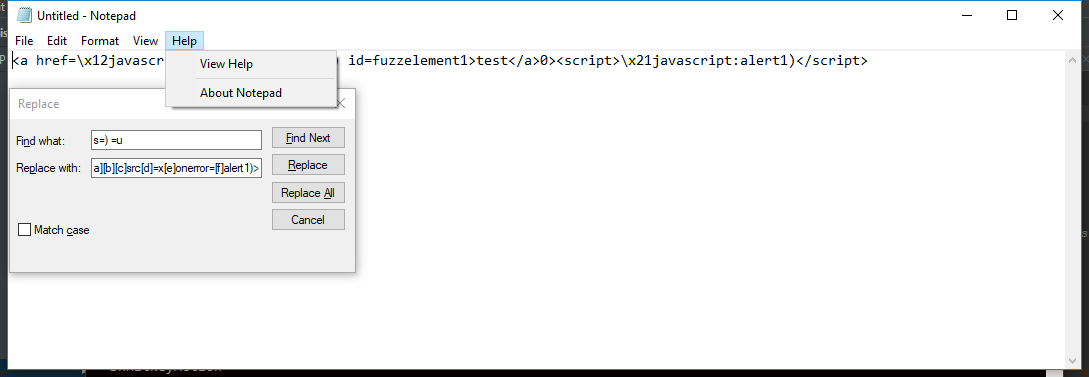 Untitled - Notepad
File Edit Format View Help
<a href=\x12javascr ) id=fuzzelement1>test</a>0><script>\x21javascript:alert1)</script>
View Help
About Notepad
Replace
Find what: s=) =u Find Next
Replace with: a][b][c]src[d]=x[e]onerror=[f]alert1)> Replace
Replace All
Cancel
Match case